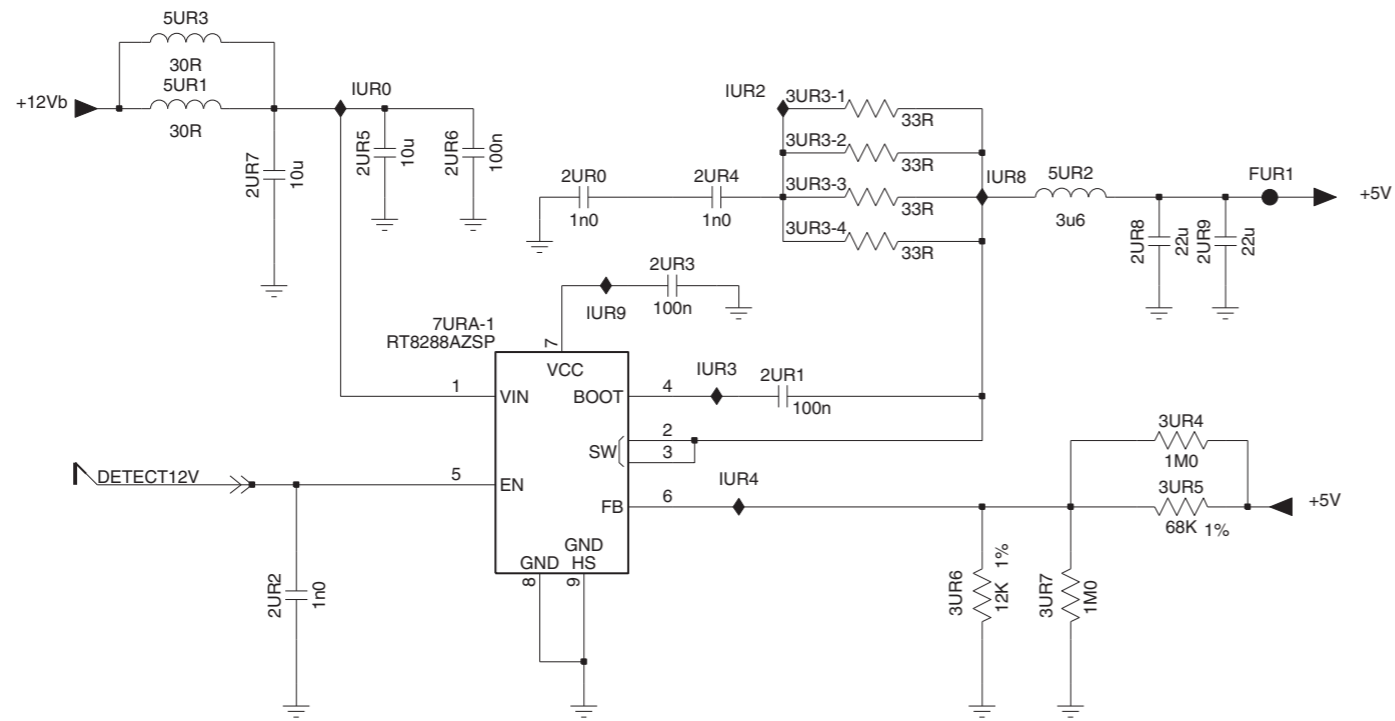 5UR3
30R
5UR1
30R
+12Vb
IUR0
2UR7
10u
2UR5
10u
2UR6
100n
IUR2
3UR3-1
33R
3UR3-2
33R
3UR3-3
33R
3UR3-4
33R
2UR0
1n0
2UR4
1n0
IUR8
5UR2
3u6
FUR1
+5V
2UR8
22u
2UR9
22u
2UR3
100n
IUR9
7URA-1
RT8288AZSP
7
VCC
1
VIN
BOOT
4
IUR3
2UR1
100n
2
SW
3
DETECT12V
5
EN
FB
6
IUR4
3UR4
1M0
3UR5
68K 1%
+5V
GND
GND HS
8
9
2UR2
1n0
3UR6
12K 1%
3UR7
1M0